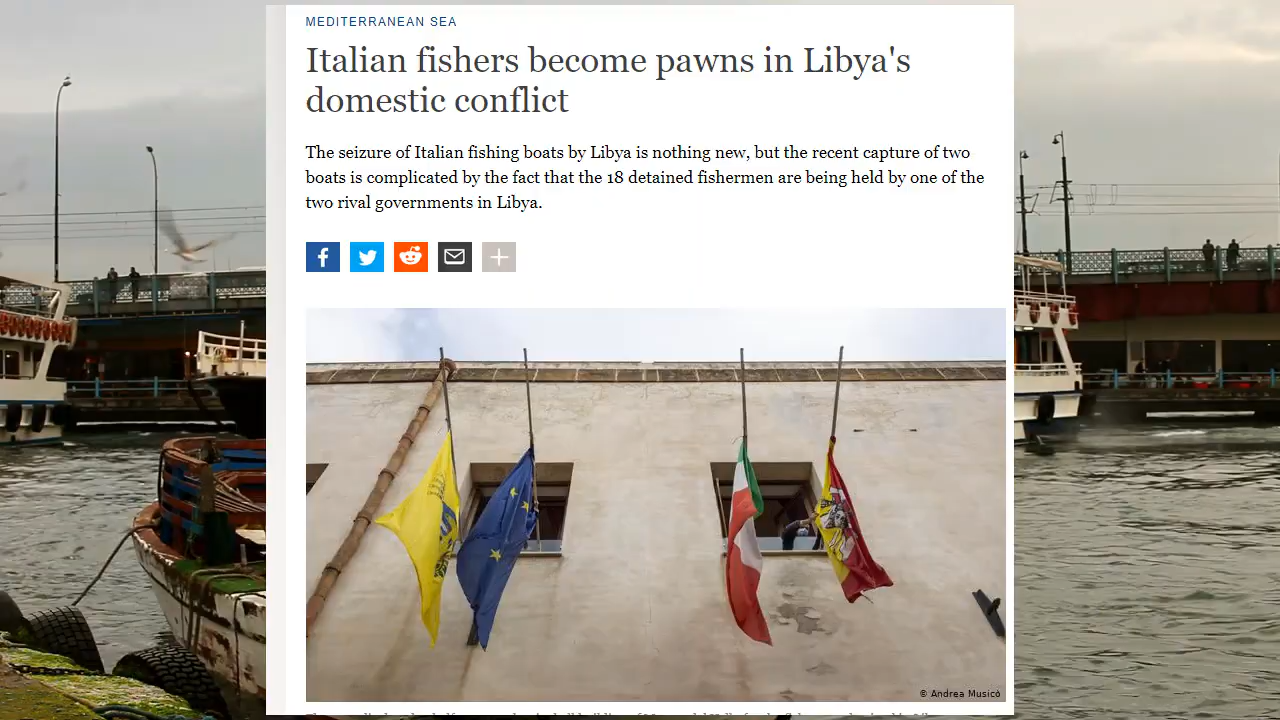 MEDITERRANEAN SEA
Italian fishers become pawns in Libya's
domestic conflict
The seizure of Italian fishing boats by Libya is nothing new, but the recent capture of two
boats is complicated by the fact that the 18 detained fishermen are being held by one of the
two rival governments in Libya.
© Andrea Musicò